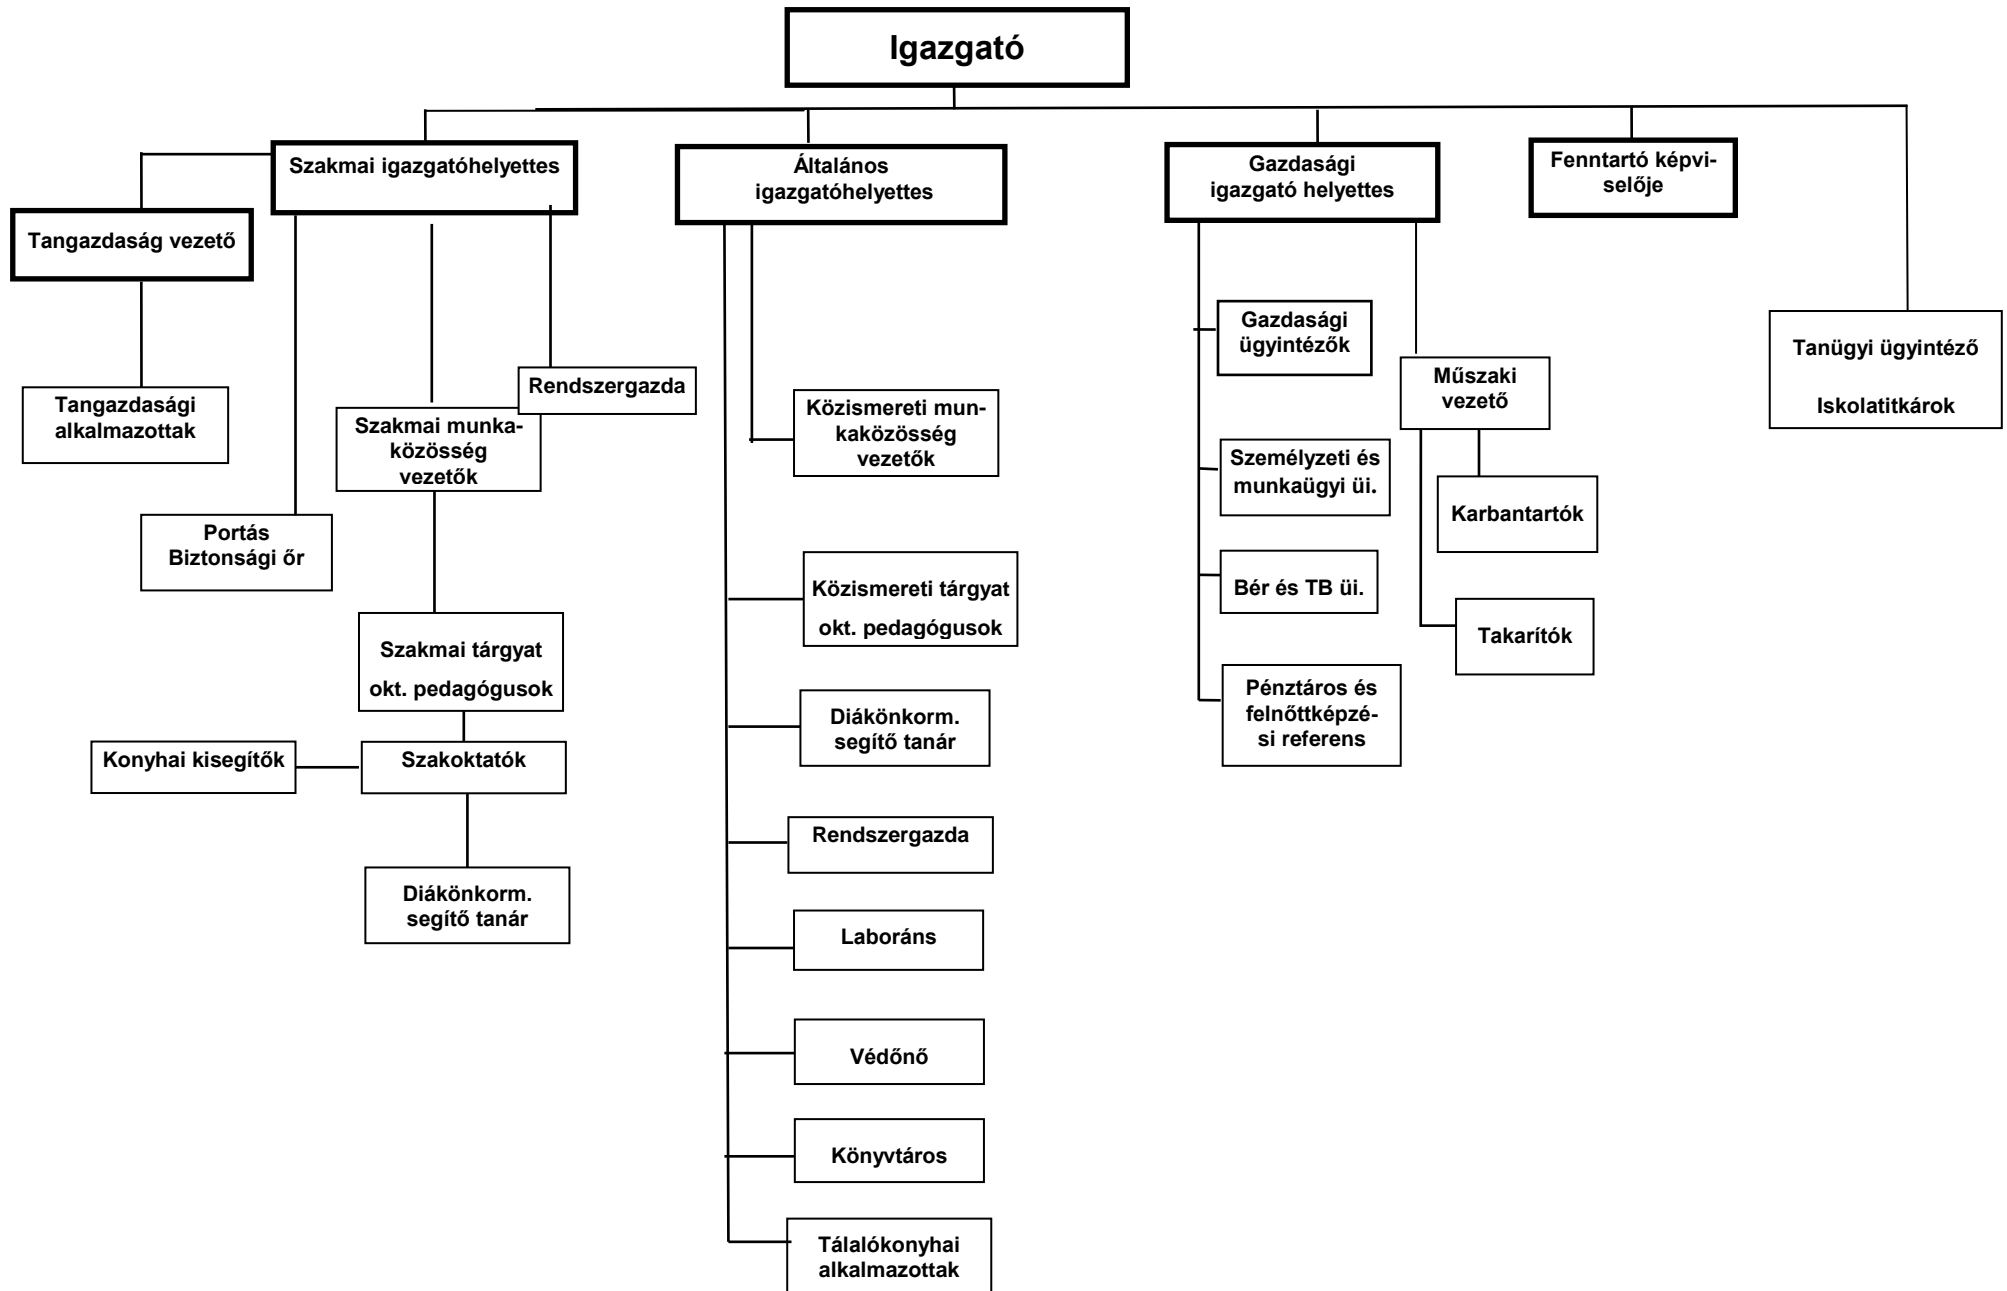 Igazgató
Szakmai igazgatóhelyettes
Általános
igazgatóhelyettes
Gazdasági
igazgató helyettes
Fenntartó képvi-
selője
Tangazdaság vezető
Gazdasági
ügyintézők
Tanügyi ügyintéző
Iskolatitkárok
Műszaki
vezető
Rendszergazda
Tangazdasági
alkalmazottak
Szakmai munka-
közösség
vezetők
Közismereti mun-
kaközösség
vezetők
Személyzeti és
munkaügyi üi.
Karbantartók
Portás
Biztonsági őr
Közismereti tárgyat
okt. pedagógusok
Bér és TB üi.
Takarítók
Szakmai tárgyat
okt. pedagógusok
Pénztáros és
felnőttképzé-
si referens
Diákönkorm.
segítő tanár
Konyhai kisegítők
Szakoktatók
Rendszergazda
Diákönkorm.
segítő tanár
Laboráns
Védőnő
Könyvtáros
Tálalókonyhai
alkalmazottak